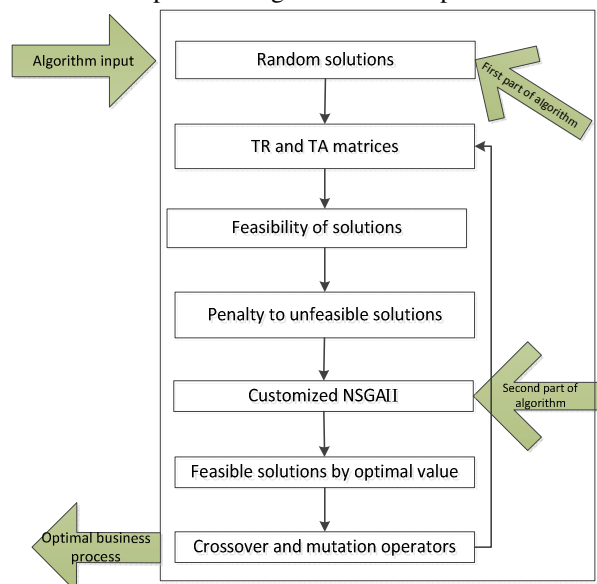 Algorithm input
Random solutions
First part of algorithm
TR and TA matrices
Feasibility of solutions
Penalty to unfeasible solutions
Customized NSGAII
Second part of
algorithm
Feasible solutions by optimal value
Optimal business
process
Crossover and mutation operators